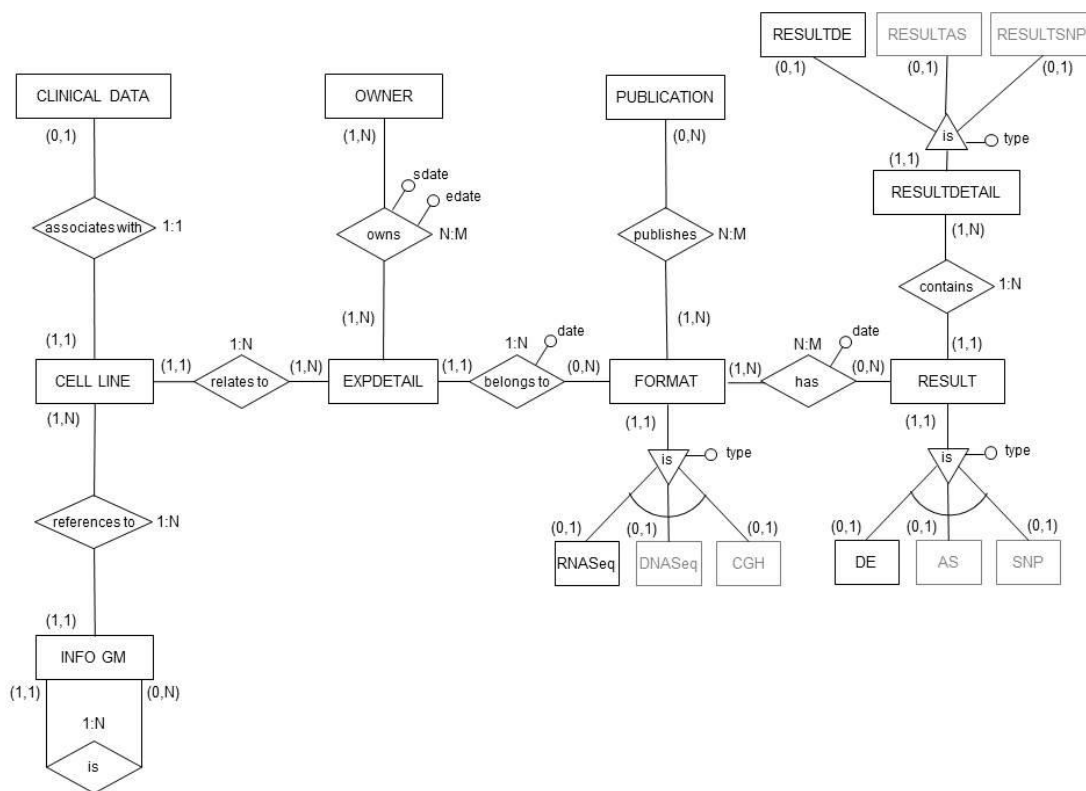 RESULTDE RESULTAS RESULTSNP
(0,1) (0,1) (0,1)
CLINICAL DATA OWNER PUBLICATION
(0,1) (1,N) (0,N)
is type
(1,1)
sdate
RESULTDETAIL
edate
associates with 1:1 owns N:M publishes N:M
(1,N)
contains 1:N
(1,N) (1,N)
1:N date N:M date
(1,1) (1,1)
1:N
CELL LINE (1,1) relates to (1,N) EXPDETAIL (1,1) belongs to (0,N) FORMAT (1,N) has (0,N) RESULT
(1,N) (1,1) (1,1)
is type is type
references to 1:N
(0,1) (0,1) (0,1) (0,1) (0,1) (0,1)
RNASeq DNASeq CGH DE AS SNP
(1,1)
INFO GM
(1,1) (0,N)
1:N
is